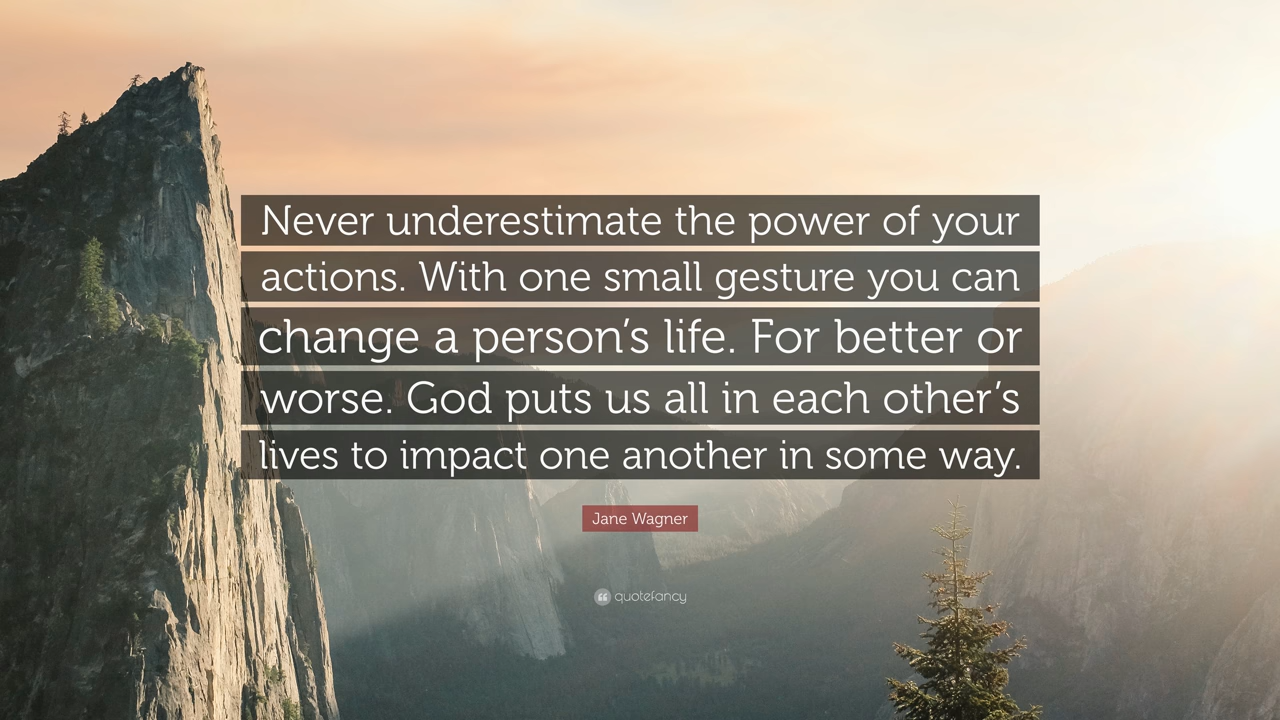 Never underestimate the power of your
actions. With one small gesture you can
change a person’s life. For better or
worse. God puts us all in each other’s
lives to impact one another in some way.
Jane Wagner
quotefancy